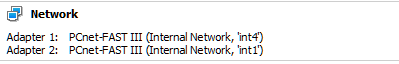 Network
Adapter 1: PCnet-FAST III (Internal Network, 'int4')
Adapter 2: PCnet-FAST III (Internal Network, 'int1')